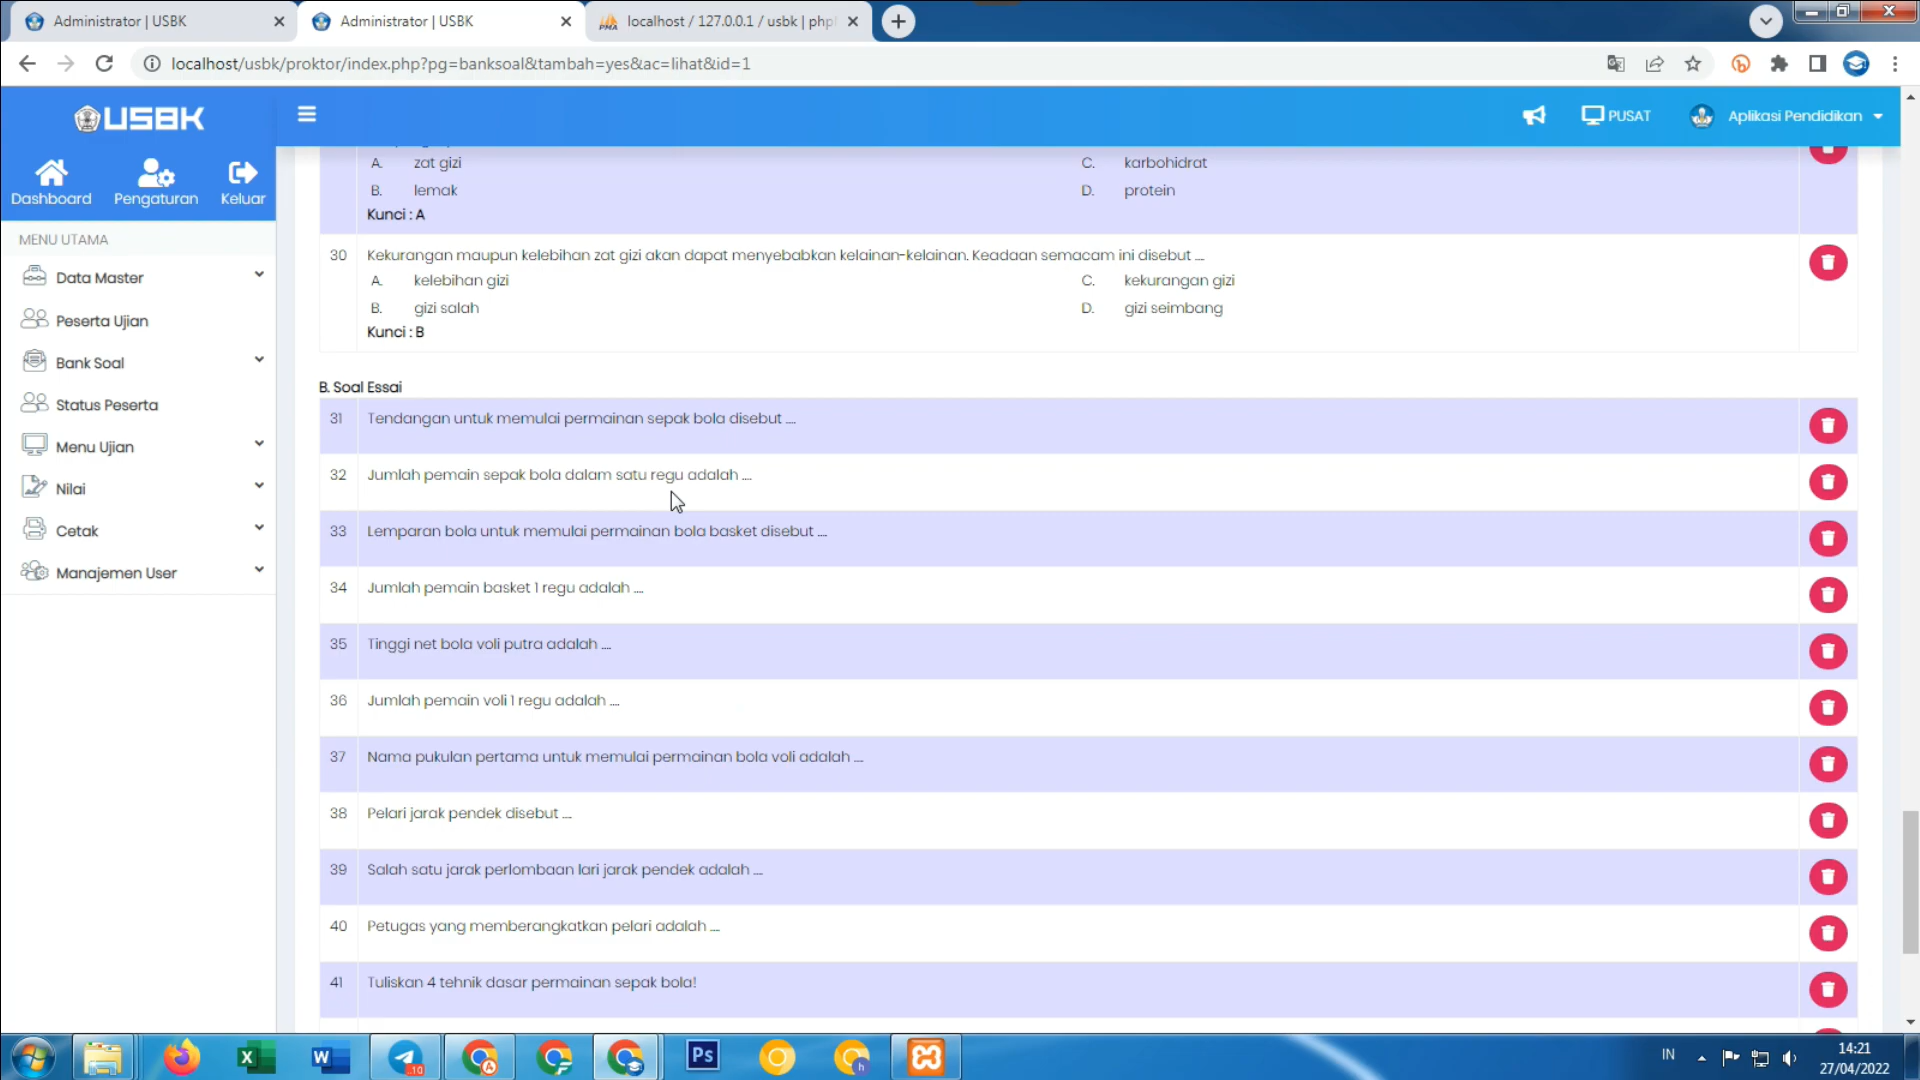 Administrator | USBK
Administrator | USBK
localhost / 127.0.0.1 / usbk | php
localhost/usbk/proktor/index.php?pg=banksoal&tambah=yes&ac=lihat&id=1
USBK
PUSAT
Aplikasi Pendidikan
Dashboard
Pengaturan
Keluar
MENU UTAMA
Data Master
Peserta Ujian
Bank Soal
Status Peserta
Menu Ujian
Nilai
Cetak
Manajemen User
A. zat gizi
C. karbohidrat
B. lemak
D. protein
Kunci : A
30 Kekurangan maupun kelebihan zat gizi akan dapat menyebabkan kelainan-kelainan. Keadaan semacam ini disebut ....
A. kelebihan gizi
C. kekurangan gizi
B. gizi salah
D. gizi seimbang
Kunci : B
B. Soal Essai
31 Tendangan untuk memulai permainan sepak bola disebut ....
32 Jumlah pemain sepak bola dalam satu regu adalah ....
33 Lemparan bola untuk memulai permainan bola basket disebut ....
34 Jumlah pemain basket 1 regu adalah ....
35 Tinggi net bola voli putra adalah ....
36 Jumlah pemain voli 1 regu adalah ....
37 Nama pukulan pertama untuk memulai permainan bola voli adalah ....
38 Pelari jarak pendek disebut ....
39 Salah satu jarak perlombaan lari jarak pendek adalah ....
40 Petugas yang memberangkatkan pelari adalah ....
41 Tuliskan 4 tehnik dasar permainan sepak bola!
Ps
10
IN
14:21
27/04/2022